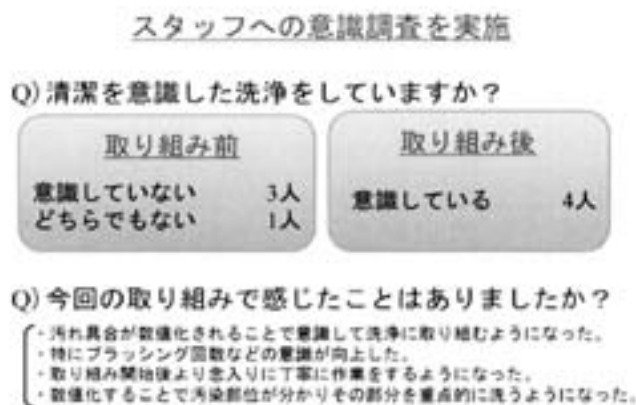 スタッフへの意識調査を実施
Q) 清潔を意識した洗浄をしていますか？
取り組み前
意識していない 3人
どちらでもない 1人
取り組み後
意識している 4人
Q) 今回の取り組みで感じたことはありましたか？
・汚れ具合が数値化されることで意識して洗浄に取り組むようになった。
・特にブラッシング回数などの意識が向上した。
・取り組み開始後より念入りに丁寧に作業をするようになった。
・数値化することで汚染部位が分かりその部分を重点的に洗うようになった。